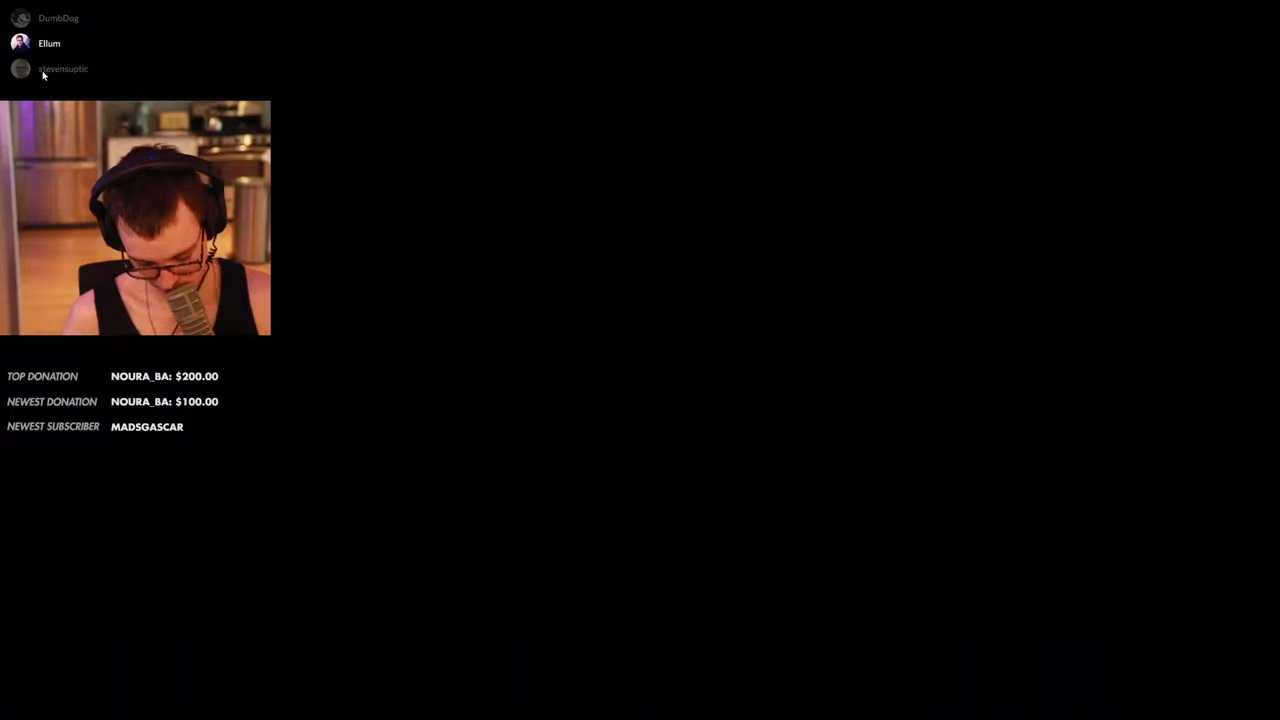 DumbDog
Ellum
stevensuptic
TOP DONATION NOURA_BA: $200.00
NEWEST DONATION NOURA_BA: $100.00
NEWEST SUBSCRIBER MADSGASCAR